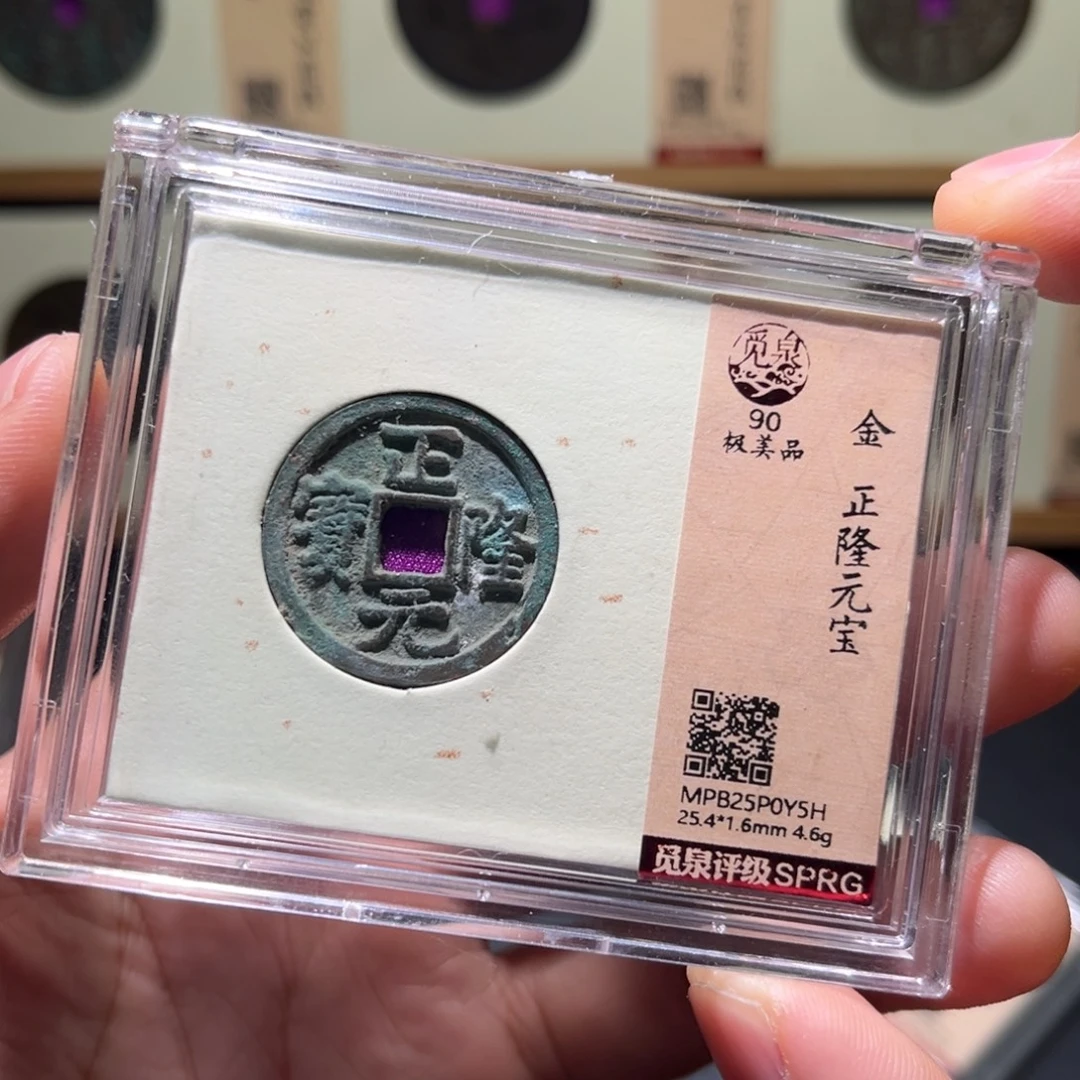 正
隆
元
寳
觅泉
90
极美品
金 正隆元宝
MPB25P0Y5H
25.4*1.6mm 4.6g
觅泉评级SPRG